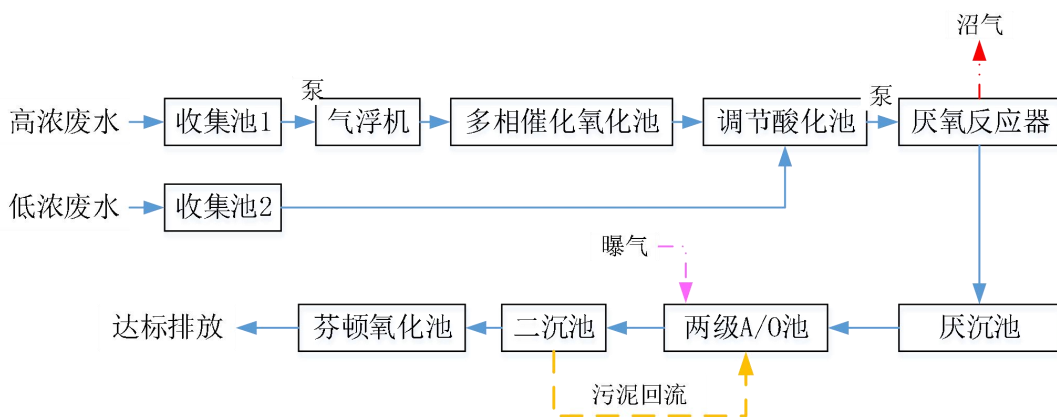 沼气
高浓废水
收集池1
泵
气浮机
多相催化氧化池
调节酸化池
泵
厌氧反应器
低浓废水
收集池2
曝气
达标排放
芬顿氧化池
二沉池
两级A/O池
厌沉池
污泥回流